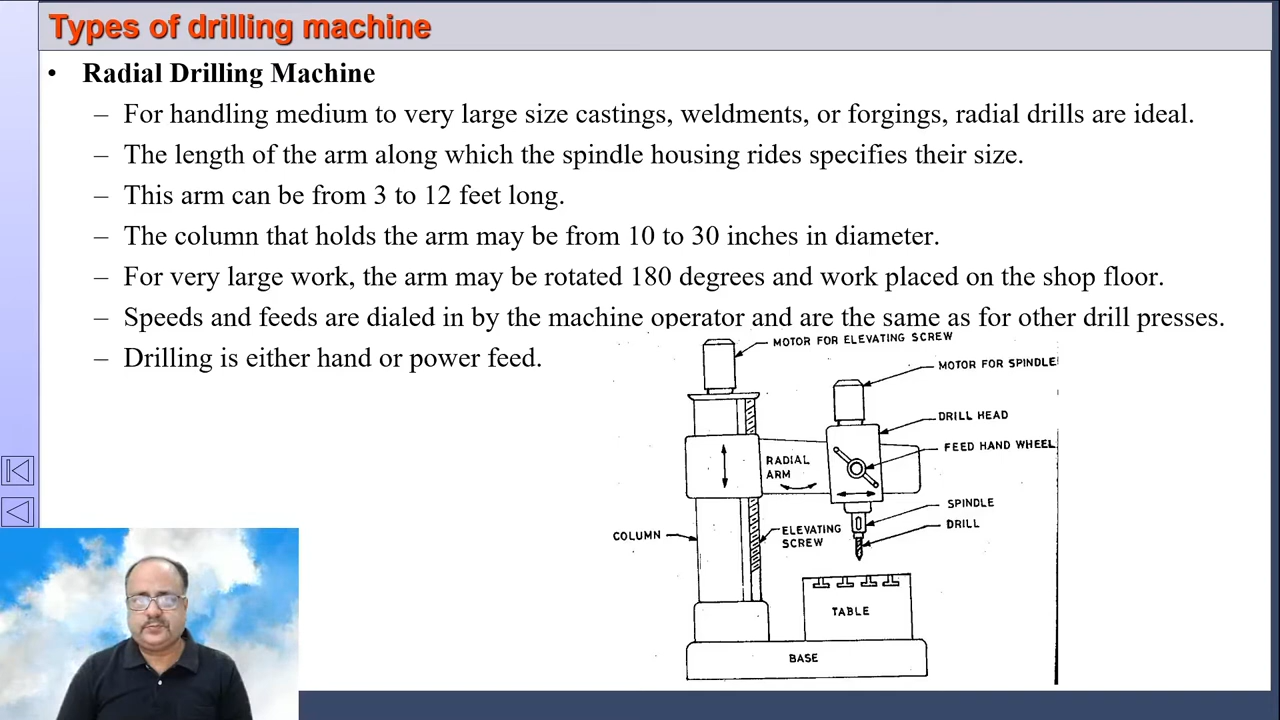 Types of drilling machine
• Radial Drilling Machine
– For handling medium to very large size castings, weldments, or forgings, radial drills are ideal.
– The length of the arm along which the spindle housing rides specifies their size.
– This arm can be from 3 to 12 feet long.
– The column that holds the arm may be from 10 to 30 inches in diameter.
– For very large work, the arm may be rotated 180 degrees and work placed on the shop floor.
– Speeds and feeds are dialed in by the machine operator and are the same as for other drill presses.
– Drilling is either hand or power feed.
MOTOR FOR ELEVATING SCREW
MOTOR FOR SPINDLE
DRILL HEAD
FEED HAND WHEEL
RADIAL
ARM
SPINDLE
DRILL
COLUMN
ELEVATING
SCREW
TABLE
BASE